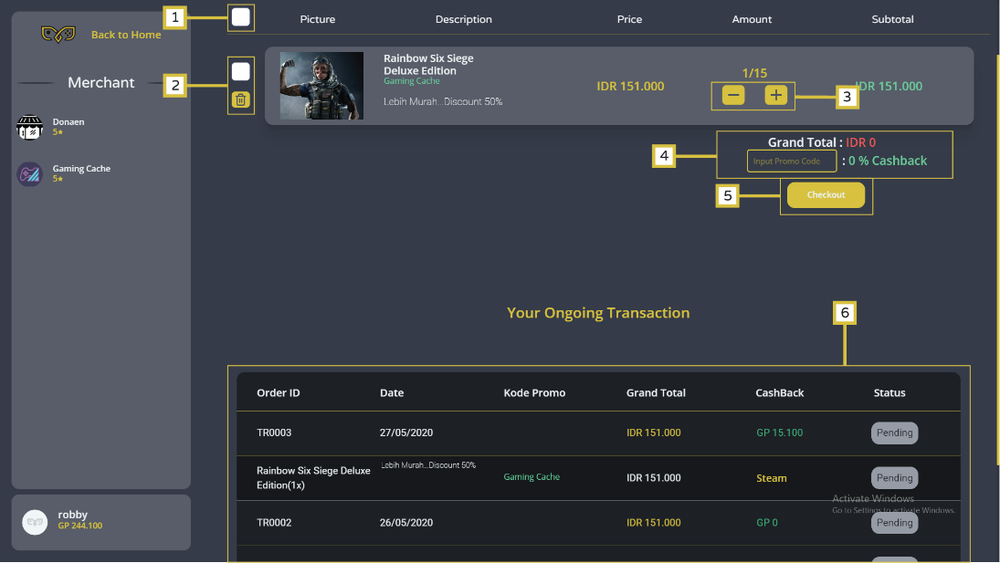 1
Back to Home
Merchant
Donaen
5★
Gaming Cache
5★
robby
GP 244.100
Picture Description Price Amount Subtotal
2
Rainbow Six Siege
Deluxe Edition
Gaming Cache
Lebih Murah...Discount 50%
IDR 151.000
1/15
− +
3
IDR 151.000
4
Grand Total : IDR 0
Input Promo Code : 0 % Cashback
5
Checkout
Your Ongoing Transaction
6
Order ID Date Kode Promo Grand Total CashBack Status
TR0003 27/05/2020 IDR 151.000 GP 15.100 Pending
Rainbow Six Siege Deluxe
Edition(1x)
Lebih Murah...Discount 50%
Gaming Cache IDR 151.000 Steam Pending
Activate Windows
Go to Settings to activate Windows.
TR0002 26/05/2020 IDR 151.000 GP 0 Pending